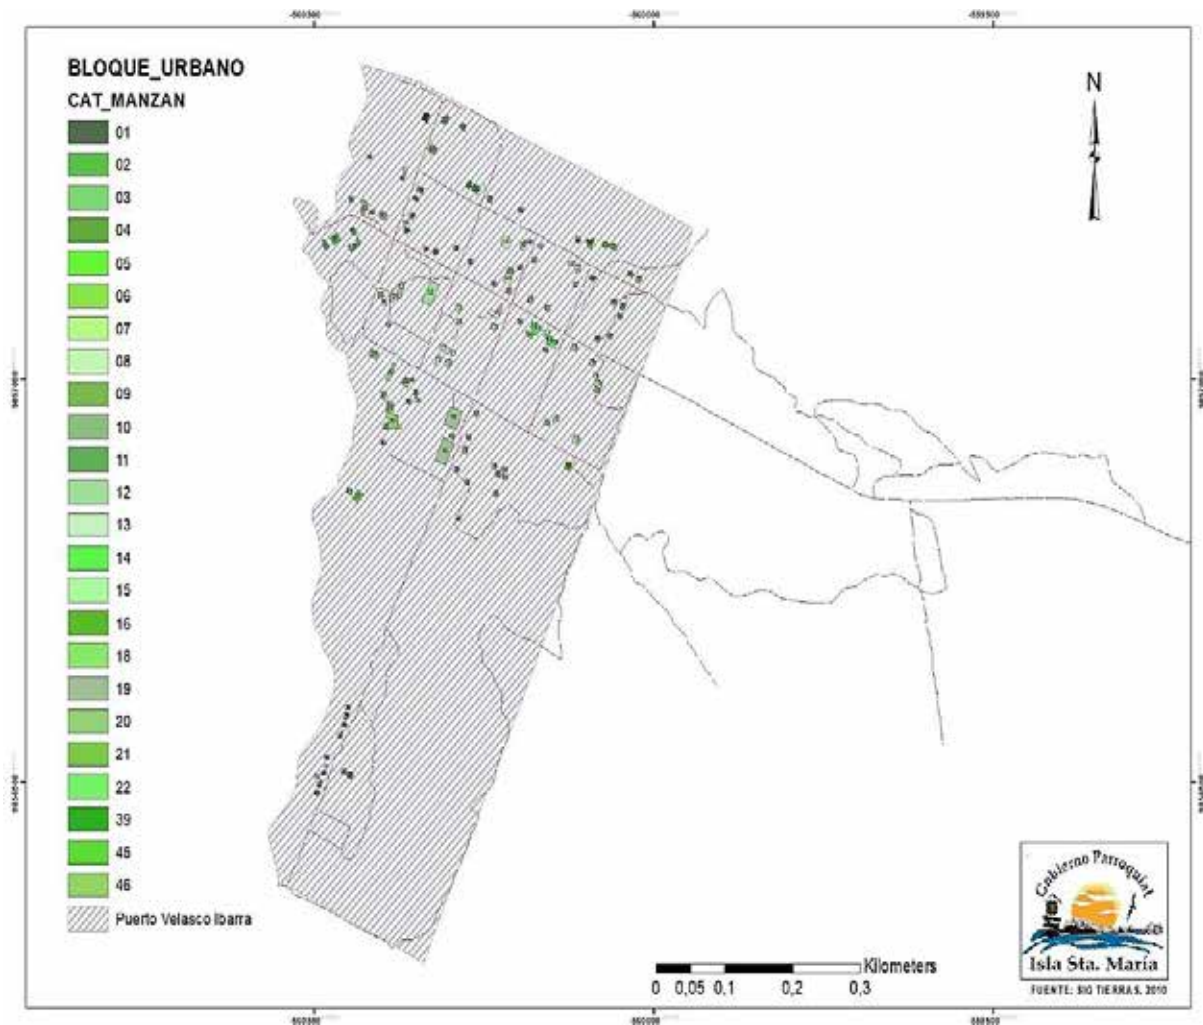 BLOQUE_URBANO
CAT_MANZAN
01
02
03
04
05
06
07
08
09
10
11
12
13
14
15
16
18
19
20
21
22
39
45
46
Puerto Velasco Ibarra
N
Kilometers
0 0,05 0,1 0,2 0,3
Gobierno Parroquial
Isla Sta. María
FUENTE: SIG TIERRAS, 2010